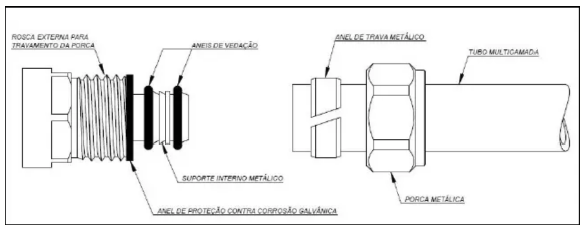 ROSCA EXTERNA PARA
TRAVAMENTO DA PORCA
ANEIS DE VEDAÇÃO
ANEL DE TRAVA METÁLICO
TUBO MULTICAMADA
SUPORTE INTERNO METÁLICO
ANEL DE PROTEÇÃO CONTRA CORROSÃO GALVÂNICA
PORCA METÁLICA